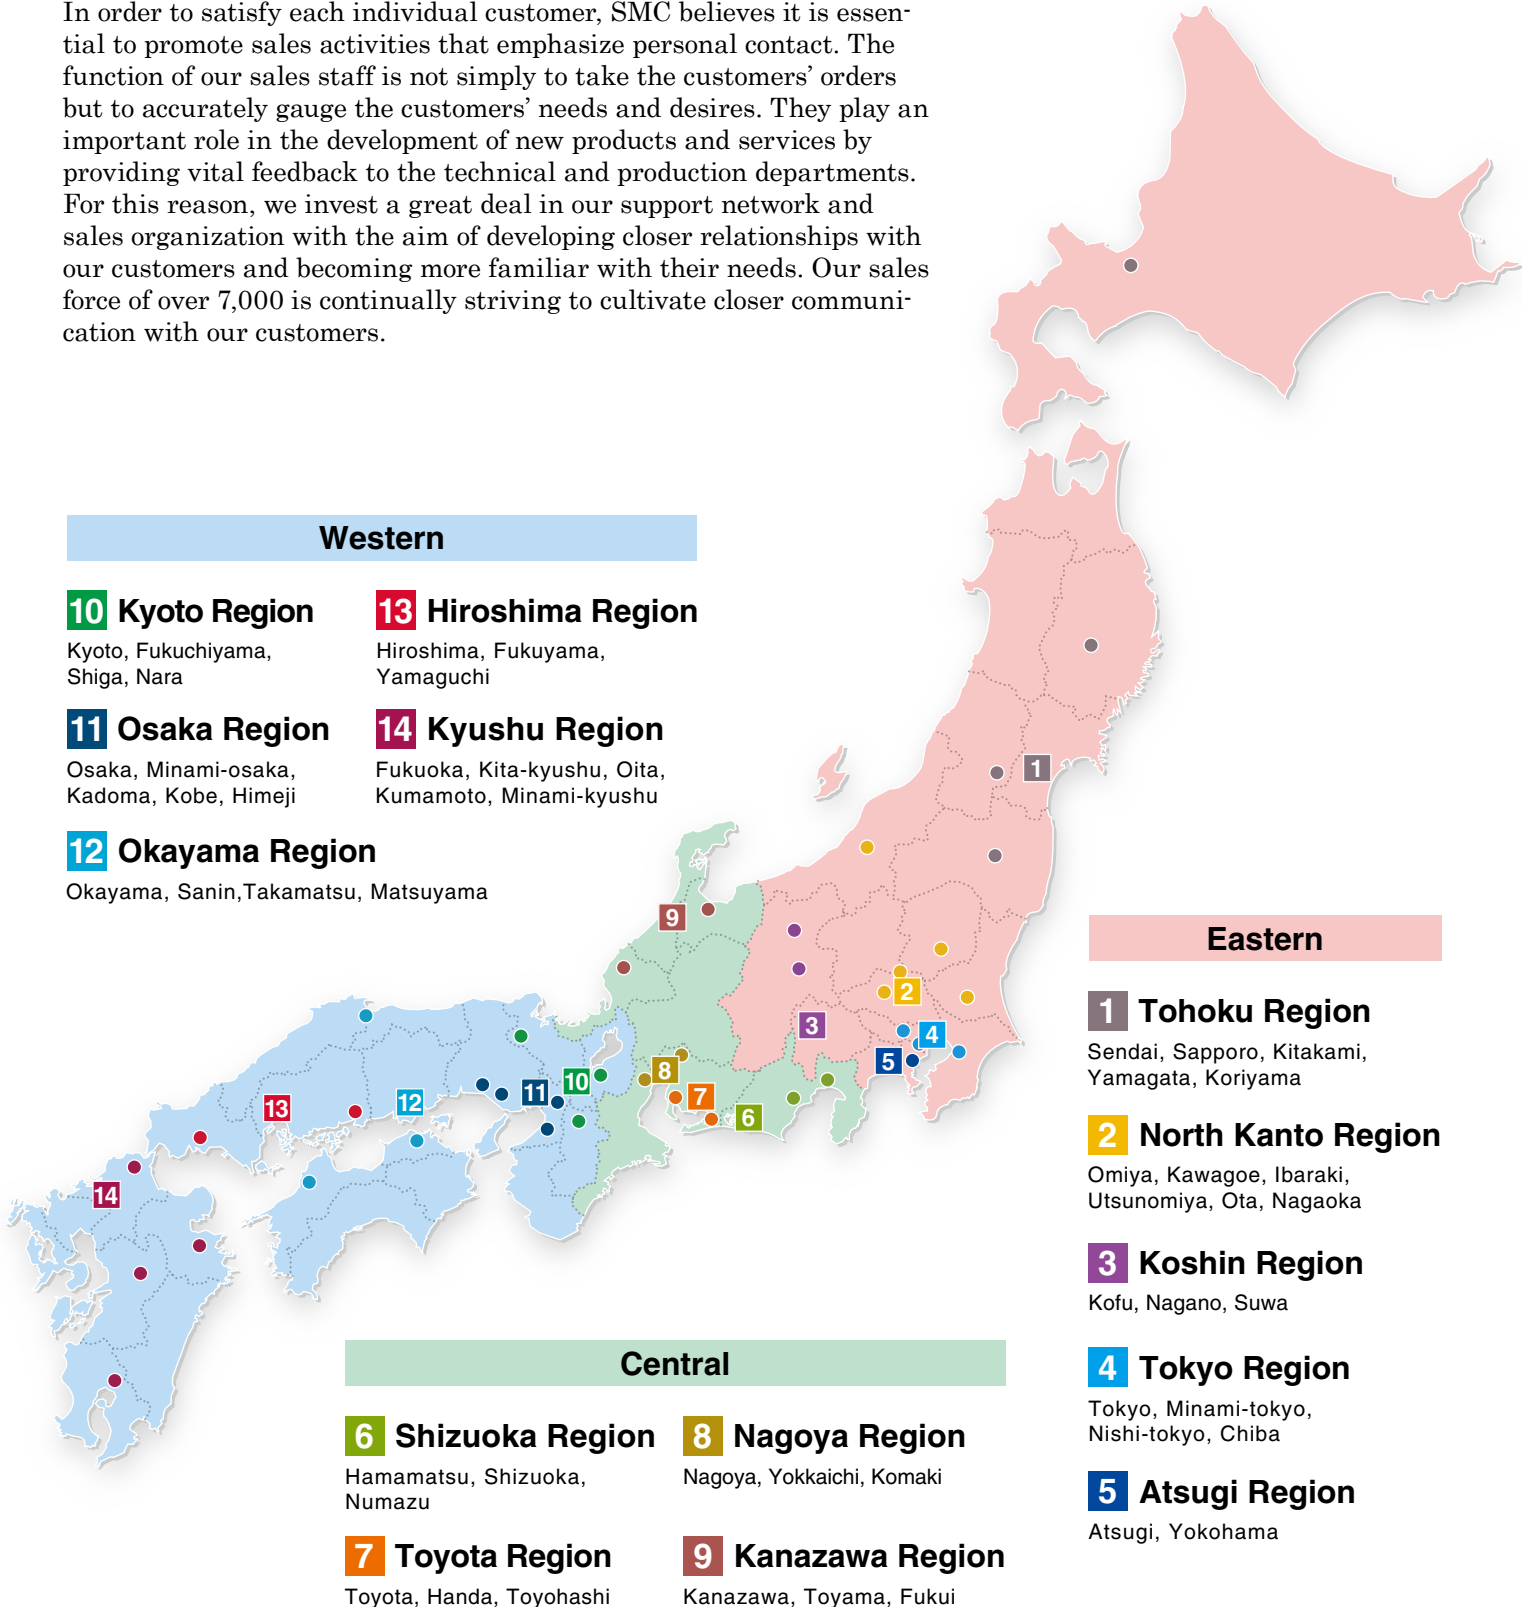 In order to satisfy each individual customer, SMC believes it is essen-
tial to promote sales activities that emphasize personal contact. The
function of our sales staff is not simply to take the customers’ orders
but to accurately gauge the customers’ needs and desires. They play an
important role in the development of new products and services by
providing vital feedback to the technical and production departments.
For this reason, we invest a great deal in our support network and
sales organization with the aim of developing closer relationships with
our customers and becoming more familiar with their needs. Our sales
force of over 7,000 is continually striving to cultivate closer communi-
cation with our customers.
Western
10 Kyoto Region
Kyoto, Fukuchiyama,
Shiga, Nara
11 Osaka Region
Osaka, Minami-osaka,
Kadoma, Kobe, Himeji
12 Okayama Region
Okayama, Sanin,Takamatsu, Matsuyama
13 Hiroshima Region
Hiroshima, Fukuyama,
Yamaguchi
14 Kyushu Region
Fukuoka, Kita-kyushu, Oita,
Kumamoto, Minami-kyushu
1
9
2
3
4
5
8
7
6
10
11
12
13
14
Eastern
1 Tohoku Region
Sendai, Sapporo, Kitakami,
Yamagata, Koriyama
2 North Kanto Region
Omiya, Kawagoe, Ibaraki,
Utsunomiya, Ota, Nagaoka
3 Koshin Region
Kofu, Nagano, Suwa
4 Tokyo Region
Tokyo, Minami-tokyo,
Nishi-tokyo, Chiba
5 Atsugi Region
Atsugi, Yokohama
Central
6 Shizuoka Region
Hamamatsu, Shizuoka,
Numazu
7 Toyota Region
Toyota, Handa, Toyohashi
8 Nagoya Region
Nagoya, Yokkaichi, Komaki
9 Kanazawa Region
Kanazawa, Toyama, Fukui